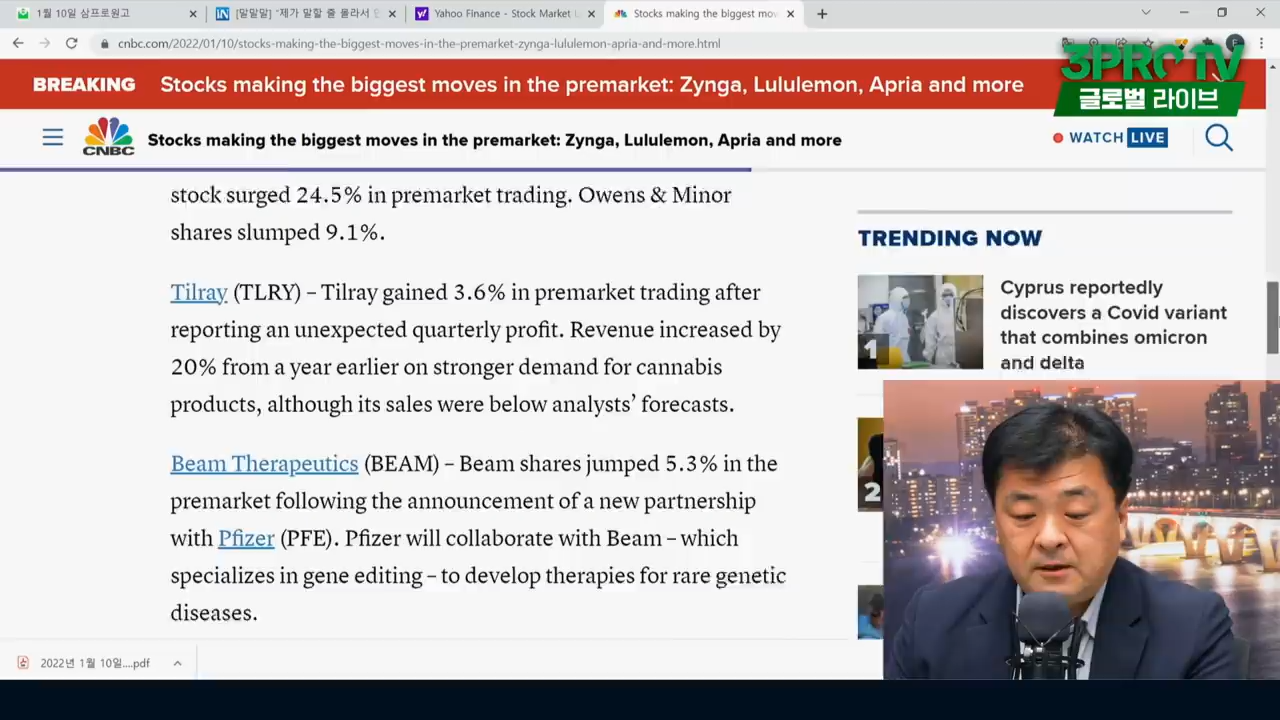 1월 10일 삼프로원고
[말말말] "제가 말할 줄 몰라서 안
Yahoo Finance - Stock Market L
Stocks making the biggest mov
cnbc.com/2022/01/10/stocks-making-the-biggest-moves-in-the-premarket-zynga-lululemon-apria-and-more.html
3PROTV
글로벌 라이브
BREAKING Stocks making the biggest moves in the premarket: Zynga, Lululemon, Apria and more
CNBC
Stocks making the biggest moves in the premarket: Zynga, Lululemon, Apria and more
WATCH LIVE
stock surged 24.5% in premarket trading. Owens & Minor
shares slumped 9.1%.
Tilray (TLRY) – Tilray gained 3.6% in premarket trading after
reporting an unexpected quarterly profit. Revenue increased by
20% from a year earlier on stronger demand for cannabis
products, although its sales were below analysts’ forecasts.
Beam Therapeutics (BEAM) – Beam shares jumped 5.3% in the
premarket following the announcement of a new partnership
with Pfizer (PFE). Pfizer will collaborate with Beam – which
specializes in gene editing – to develop therapies for rare genetic
diseases.
TRENDING NOW
1
Cyprus reportedly
discovers a Covid variant
that combines omicron
and delta
2
2022년 1월 10일....pdf